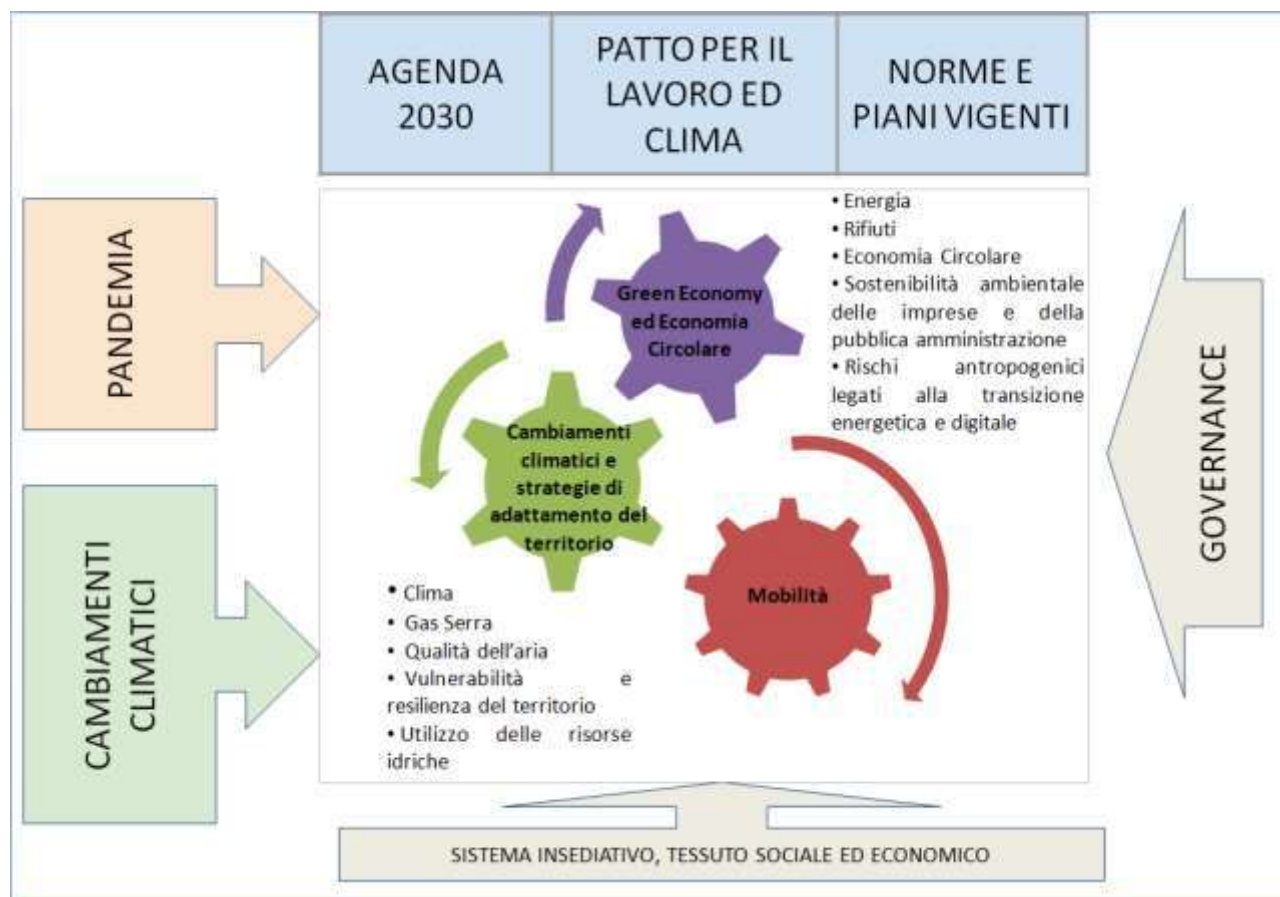 AGENDA
2030
PATTO PER IL
LAVORO ED
CLIMA
NORME E
PIANI VIGENTI
PANDEMIA
CAMBIAMENTI
CLIMATICI
Green Economy
ed Economia
Circolare
• Energia
• Rifiuti
• Economia Circolare
• Sostenibilità ambientale
delle imprese e della
pubblica amministrazione
• Rischi antropogenici
legati alla transizione
energetica e digitale
Cambiamenti
climatici e
strategie di
adattamento del
territorio
Mobilità
• Clima
• Gas Serra
• Qualità dell'aria
• Vulnerabilità e
resilienza del territorio
• Utilizzo delle risorse
idriche
GOVERNANCE
SISTEMA INSEDIATIVO, TESSUTO SOCIALE ED ECONOMICO